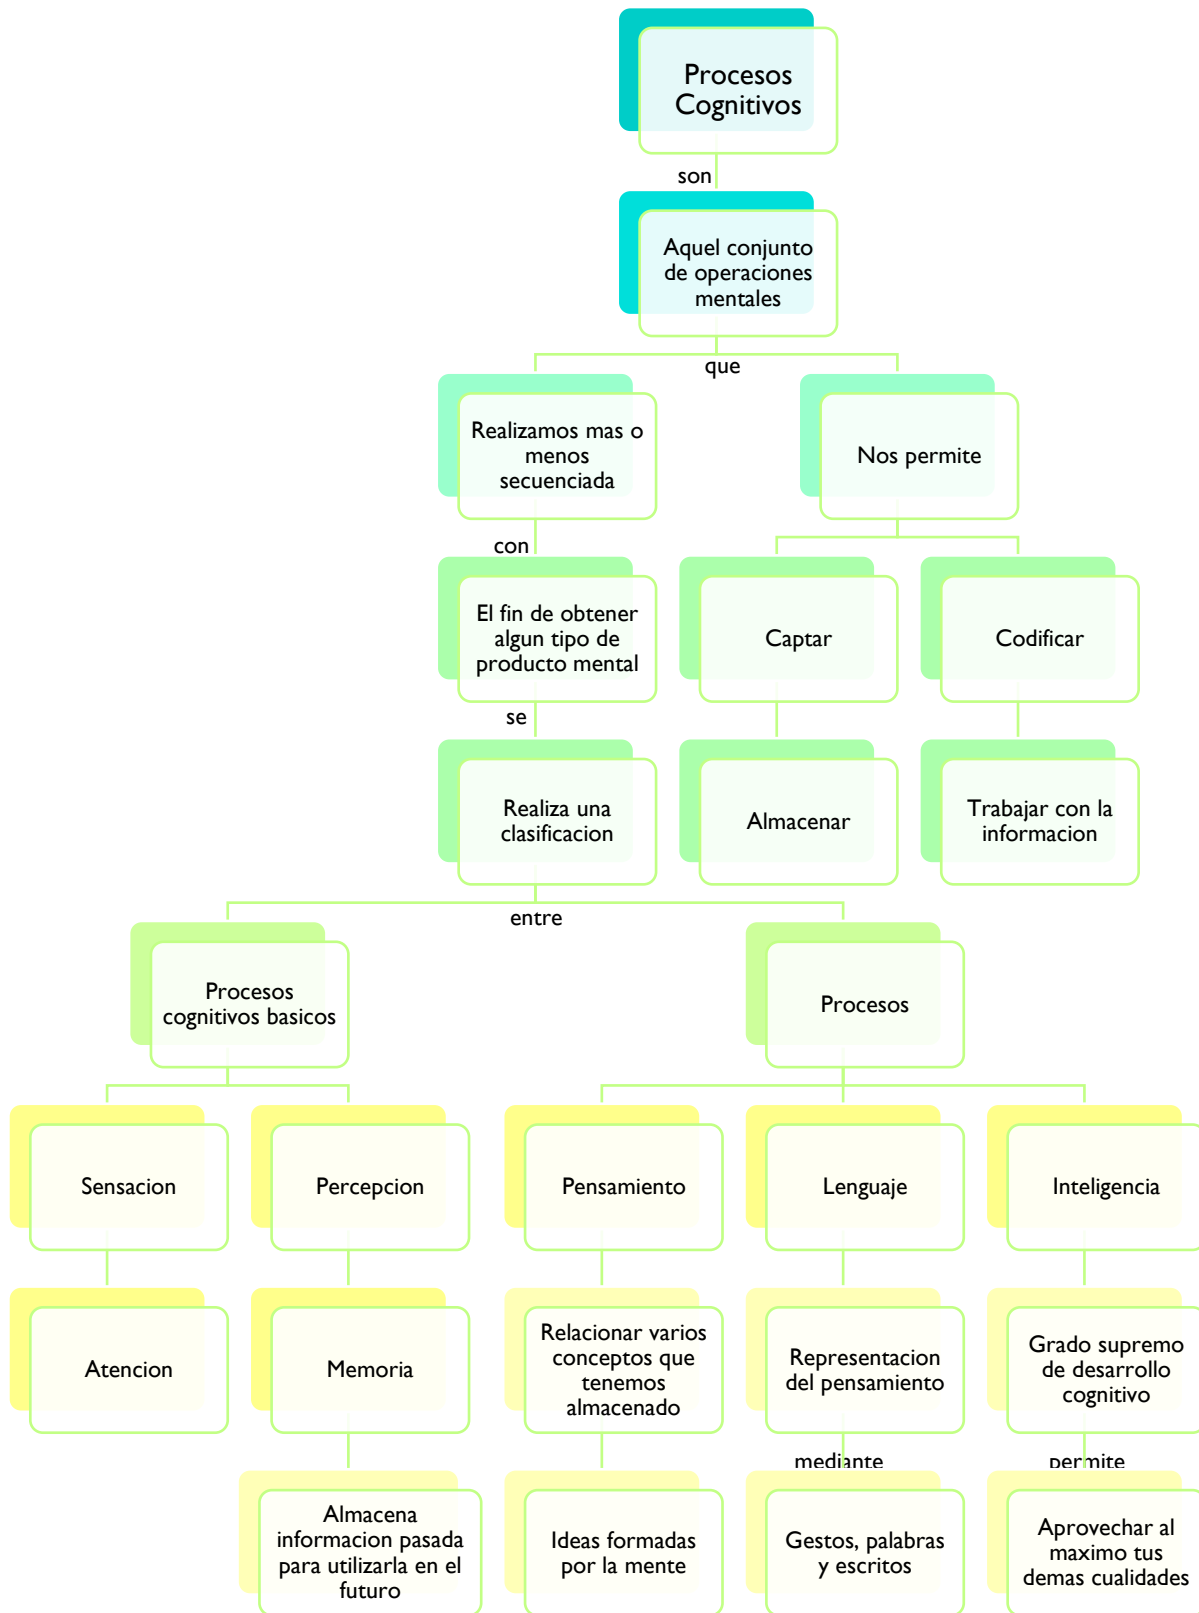 Procesos
Cognitivos
son
Aquel conjunto
de operaciones
mentales
que
Realizamos mas o
menos
secuenciada
Nos permite
con
El fin de obtener
algun tipo de
producto mental
Captar
Codificar
se
Realiza una
clasificacion
Almacenar
Trabajar con la
informacion
entre
Procesos
cognitivos basicos
Procesos
Sensacion
Percepcion
Pensamiento
Lenguaje
Inteligencia
Atencion
Memoria
Relacionar varios
conceptos que
tenemos
almacenado
Representacion
del pensamiento
Grado supremo
de desarrollo
cognitivo
mediante
permite
Almacena
informacion pasada
para utilizarla en el
futuro
Ideas formadas
por la mente
Gestos, palabras
y escritos
Aprovechar al
maximo tus
demas cualidades